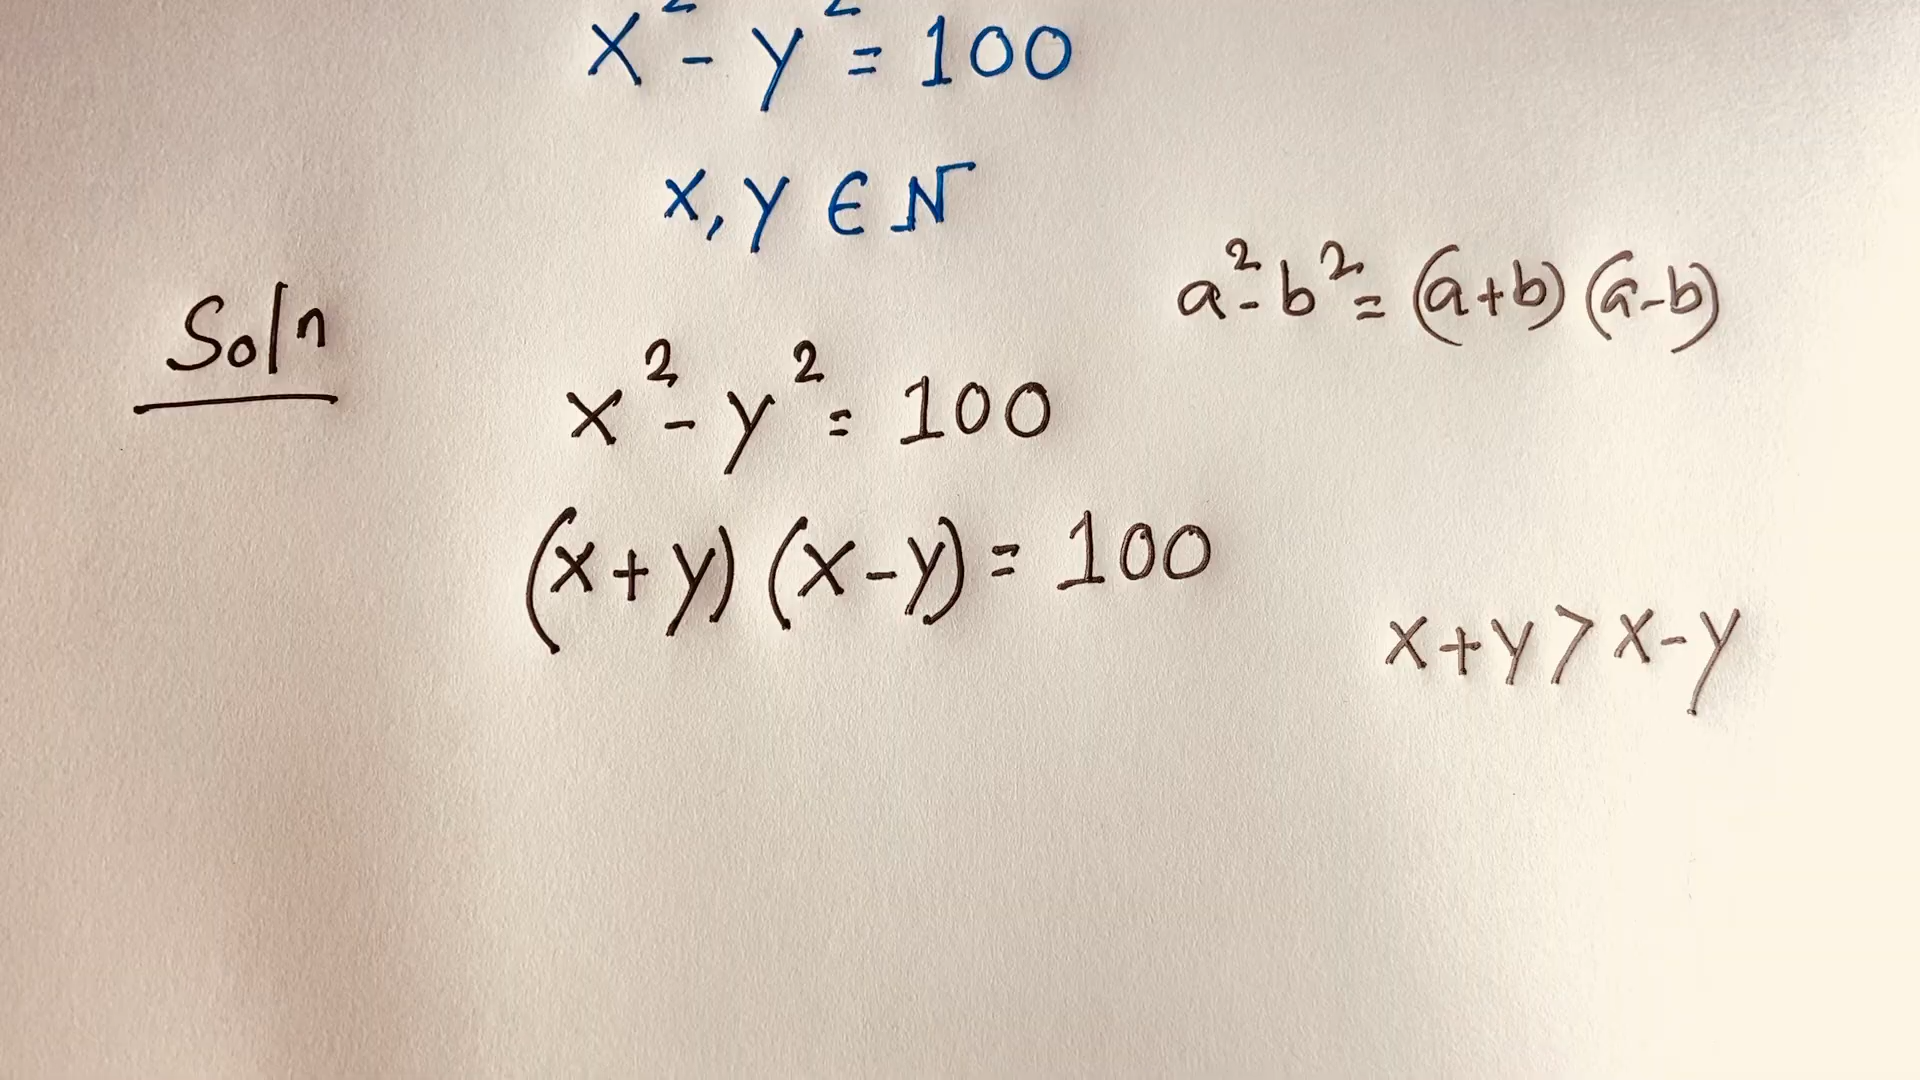 x² - y² = 100
x, y ∈ N
a² - b² = (a+b) (a-b)
Soln
x² - y² = 100
(x+y) (x-y) = 100
x+y > x-y